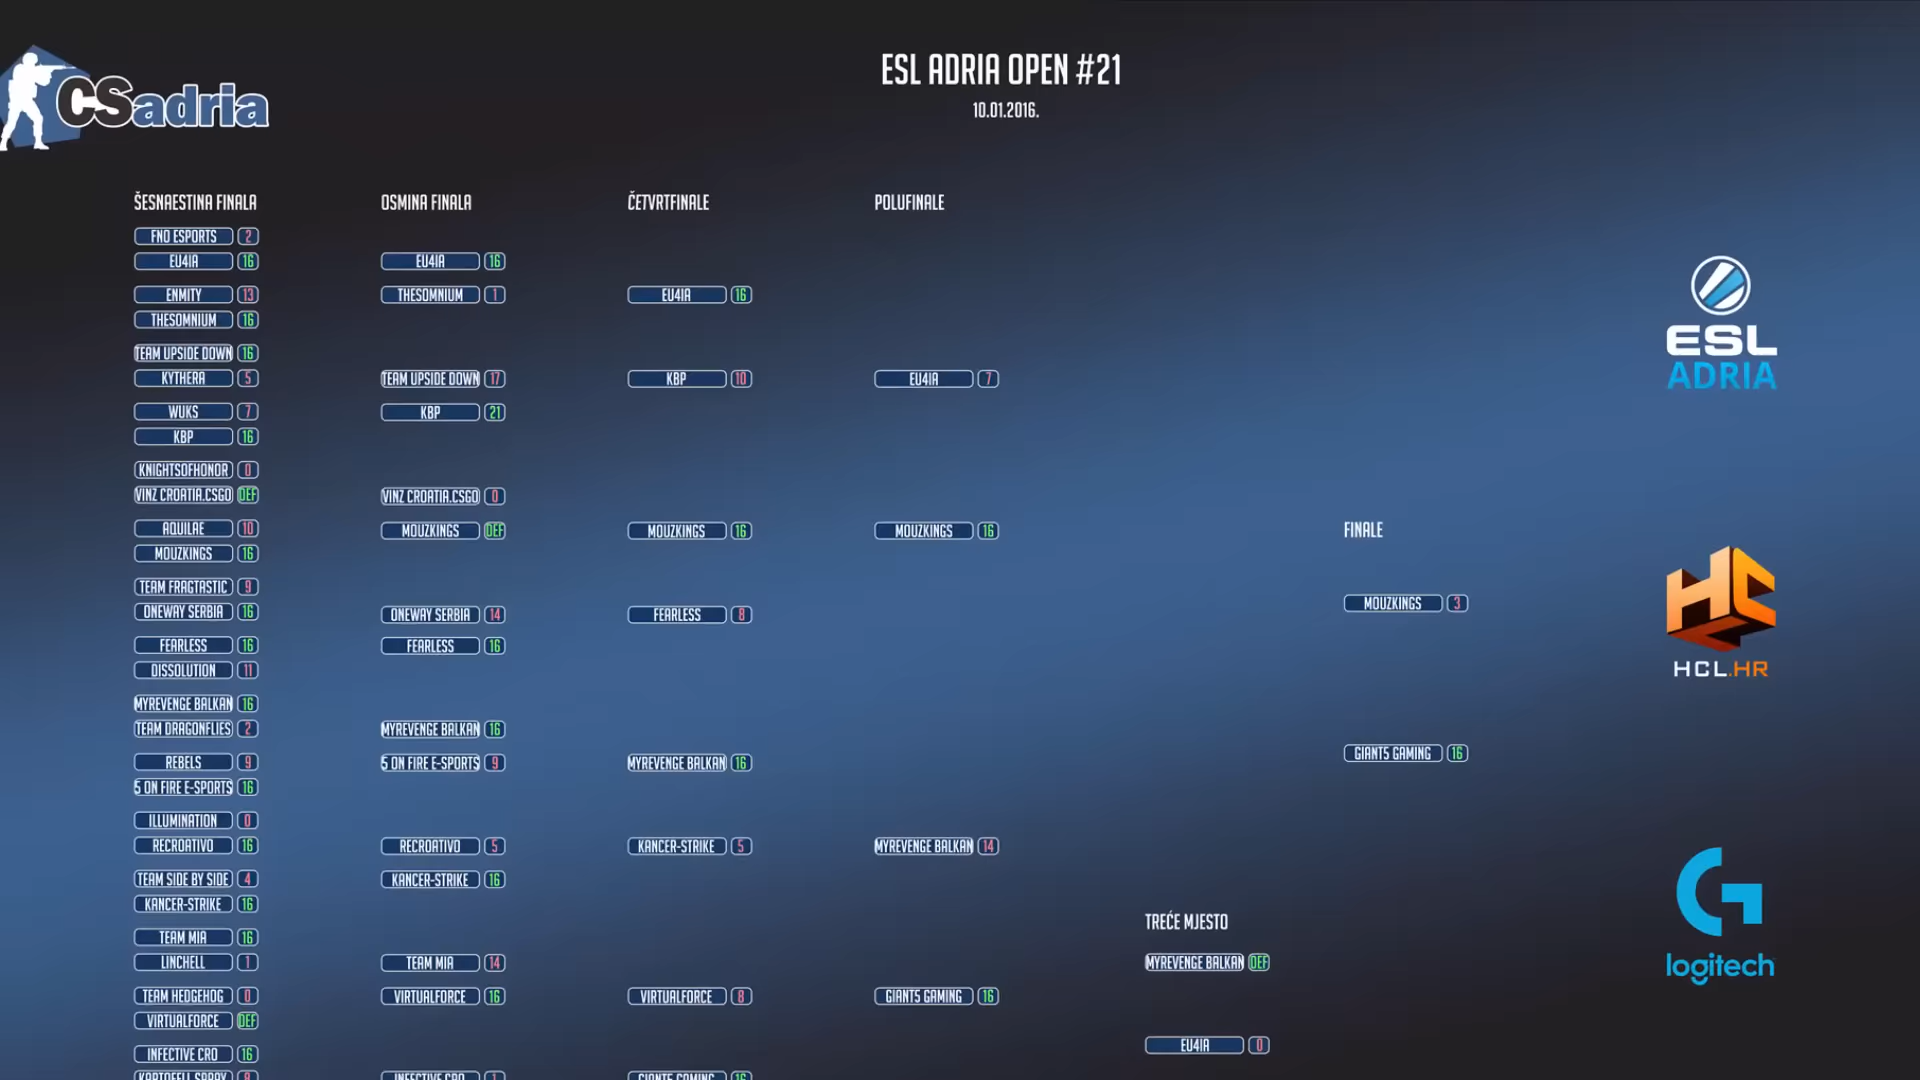 ESL ADRIA OPEN #21
10.01.2016.
CSadria
ŠESNAESTINA FINALA
FNO ESPORTS 2
EU4IA 16
ENMITY 13
THESOMNIUM 16
TEAM UPSIDE DOWN 16
KYTHERA 5
WUKS 7
KBP 16
KNIGHTSOFHONOR 0
VINZ CROATIA.CSGO DEF
AQUILAE 10
MOUZKINGS 16
TEAM FRAGTASTIC 9
ONEWAY SERBIA 16
FEARLESS 16
DISSOLUTION 11
MYREVENGE BALKAN 16
TEAM DRAGONFLIES 2
REBELS 9
5 ON FIRE E-SPORTS 16
ILLUMINATION 0
RECROATIVO 16
TEAM SIDE BY SIDE 4
KANCER-STRIKE 16
TEAM MIA 16
LINCHELL 1
TEAM HEDGEHOG 0
VIRTUALFORCE DEF
INFECTIVE CRO 16
KARTOFELL SPRAY 8
OSMINA FINALA
EU4IA 16
THESOMNIUM 1
TEAM UPSIDE DOWN 17
KBP 21
VINZ CROATIA.CSGO 0
MOUZKINGS DEF
ONEWAY SERBIA 14
FEARLESS 16
MYREVENGE BALKAN 16
5 ON FIRE E-SPORTS 9
RECROATIVO 5
KANCER-STRIKE 16
TEAM MIA 14
VIRTUALFORCE 16
INFECTIVE CRO 1
ČETVRTFINALE
EU4IA 16
KBP 10
MOUZKINGS 16
FEARLESS 8
MYREVENGE BALKAN 16
KANCER-STRIKE 5
VIRTUALFORCE 8
GIANTS GAMING 16
POLUFINALE
EU4IA 7
MOUZKINGS 16
MYREVENGE BALKAN 14
GIANTS GAMING 16
TREĆE MJESTO
MYREVENGE BALKAN DEF
EU4IA 0
FINALE
MOUZKINGS 3
GIANTS GAMING 16
ESL
ADRIA
HCL.HR
logitech